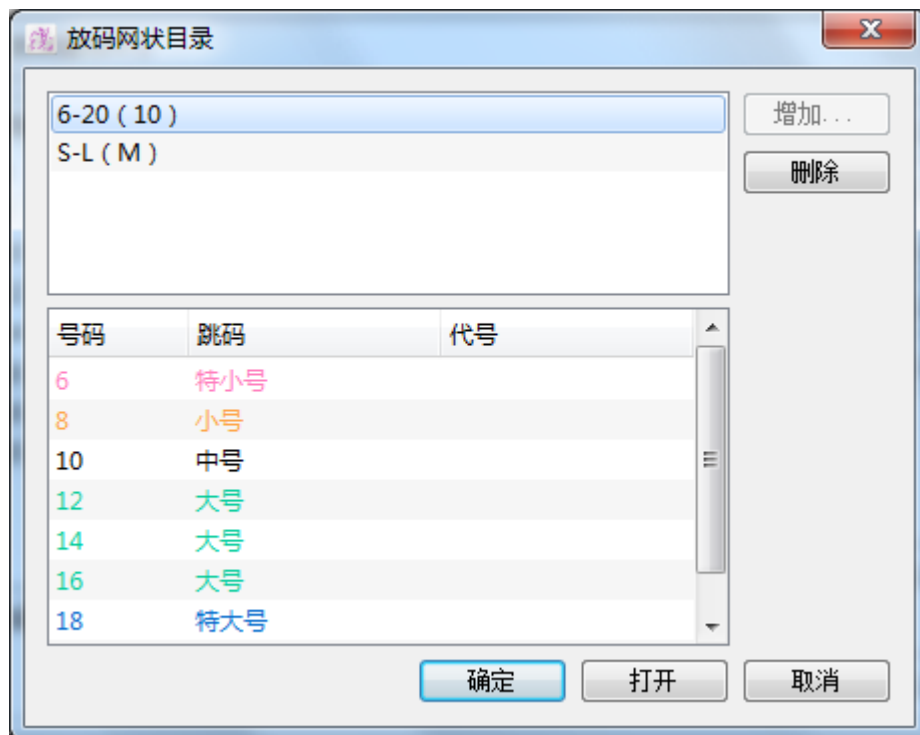 放码网状目录
6-20（10）
增加...
S-L（M）
删除
号码 跳码 代号
6 特小号
8 小号
10 中号
12 大号
14 大号
16 大号
18 特大号
确定 打开 取消